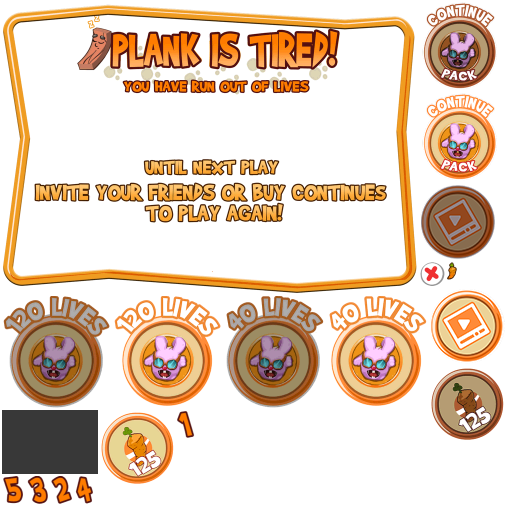 z z
PLANK IS TIRED!
YOU HAVE RUN OUT OF LIVES
UNTIL NEXT PLAY
INVITE YOUR FRIENDS OR BUY CONTINUES
TO PLAY AGAIN!
CONTINUE
PACK
CONTINUE
PACK
120 LIVES
120 LIVES
40 LIVES
40 LIVES
125
125
1
5 3 2 4